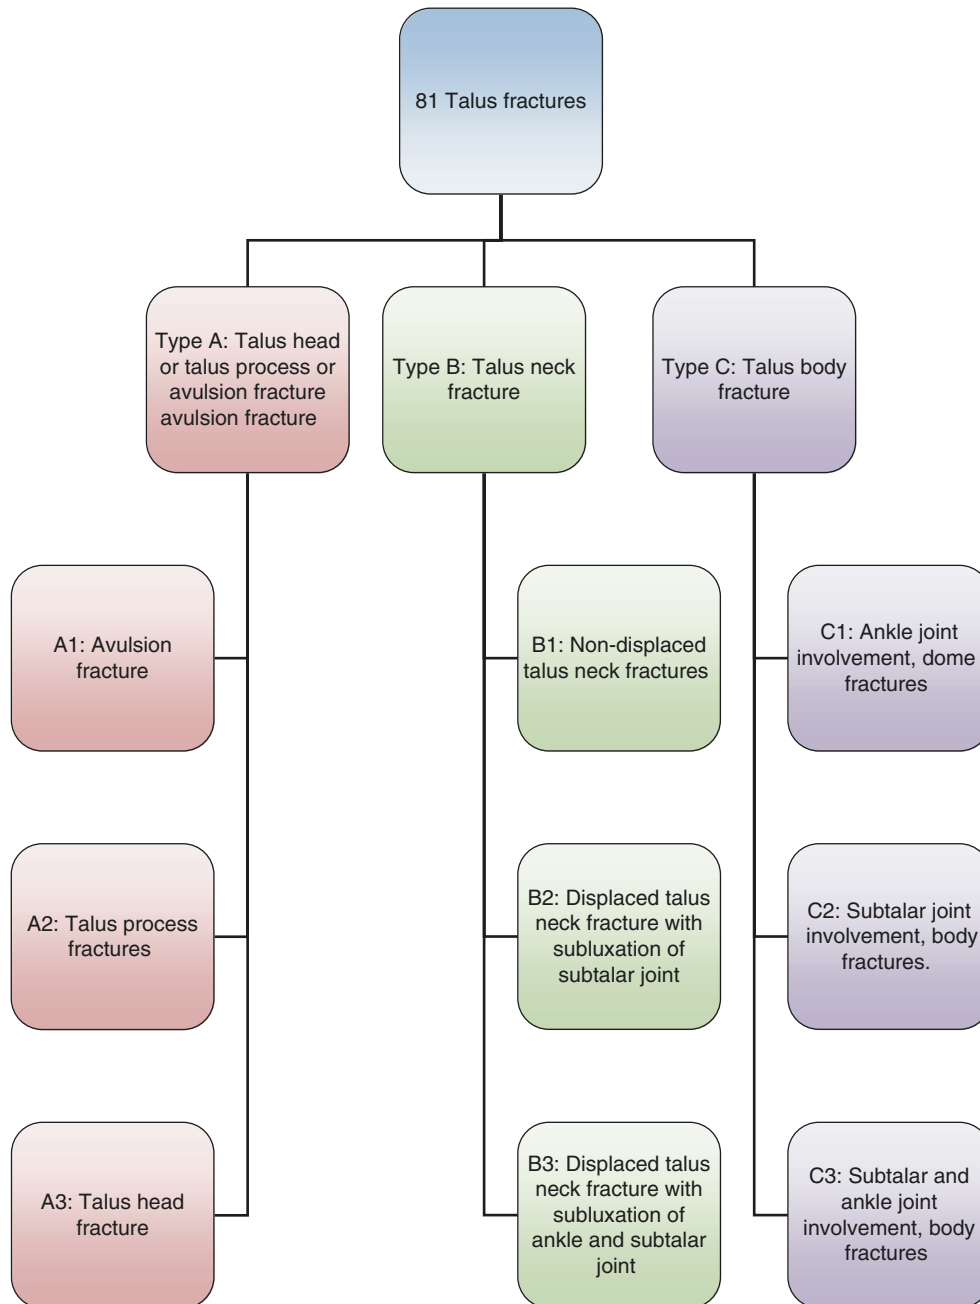 81 Talus fractures
Type A: Talus head
or talus process or
avulsion fracture
avulsion fracture
Type B: Talus neck
fracture
Type C: Talus body
fracture
A1: Avulsion
fracture
B1: Non-displaced
talus neck fractures
C1: Ankle joint
involvement, dome
fractures
A2: Talus process
fractures
B2: Displaced talus
neck fracture with
subluxation of
subtalar joint
C2: Subtalar joint
involvement, body
fractures.
A3: Talus head
fracture
B3: Displaced talus
neck fracture with
subluxation of
ankle and subtalar
joint
C3: Subtalar and
ankle joint
involvement, body
fractures